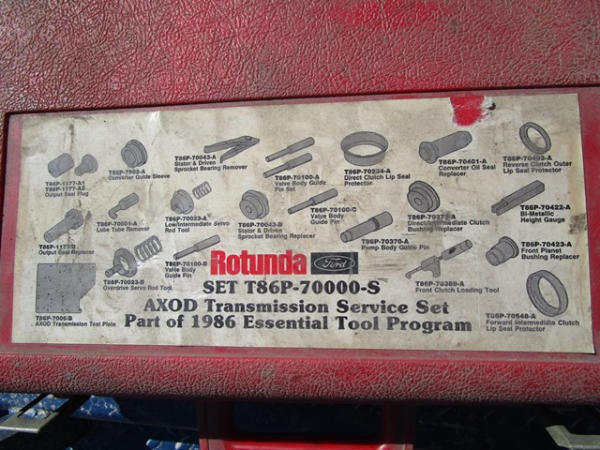 T86P-1177-A1
T86P-1177-A2
Output Seal Plug
T86P-7902-A
Converter Guide Sleeve
T86P-70043-A
Stator & Driven
Sprocket Bearing Remover
T86P-70100-A
Valve Body Guide
Pin Set
T86P-70234-A
Direct Clutch Lip Seal
Protector
T86P-70401-A
Converter Oil Seal
Replacer
T86P-70403-A
Reverse Clutch Outer
Lip Seal Protector
T86P-1177-B
Output Seal Replacer
T86P-70001-A
Lube Tube Remover
T86P-70023-A
Low/Intermediate Servo
Rod Tool
T86P-70043-B
Stator & Driven
Sprocket Bearing Replacer
T86P-70100-C
Valve Body
Guide Pin
T86P-70370-A
Pump Body Guide Pin
T86P-70373-A
Direct/Intermediate Clutch
Bushing Replacer
T86P-70422-A
Bi-Metallic
Height Gauge
T86P-70423-A
Front Planet
Bushing Replacer
T86P-70023-B
Overdrive Servo Rod Tool
T86P-70100-B
Valve Body
Guide Pin
T86P-70389-A
Front Clutch Loading Tool
T86P-70548-A
Forward Intermediate Clutch
Lip Seal Protector
AXOD Transmission Test Plate
Rotunda Ford
SET T86P-70000-S
AXOD Transmission Service Set
Part of 1986 Essential Tool Program